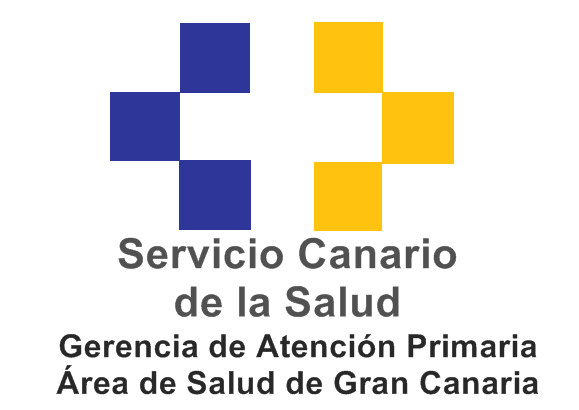 Servicio Canario
de la Salud
Gerencia de Atención Primaria
Área de Salud de Gran Canaria